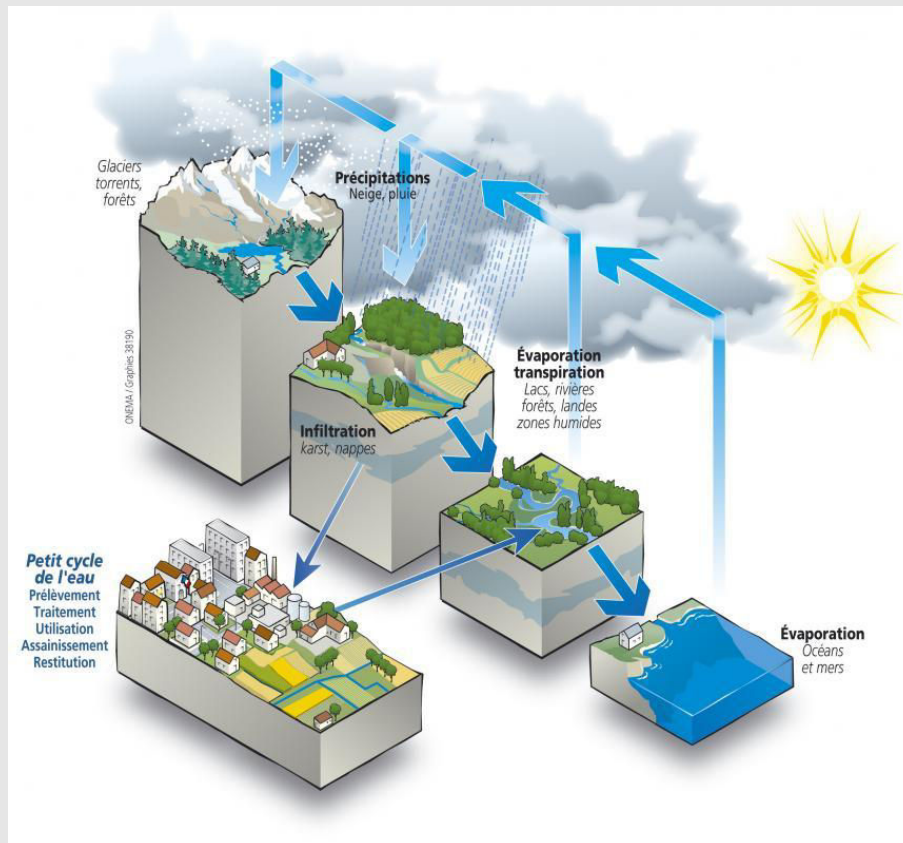 Glaciers
torrents,
forêts
Précipitations
Neige, pluie
ONEMA / Graphies 38190
Évaporation
transpiration
Lacs, rivières
forêts, landes
zones humides
Infiltration
karst, nappes
Petit cycle
de l'eau
Prélèvement
Traitement
Utilisation
Assainissement
Restitution
Évaporation
Océans
et mers